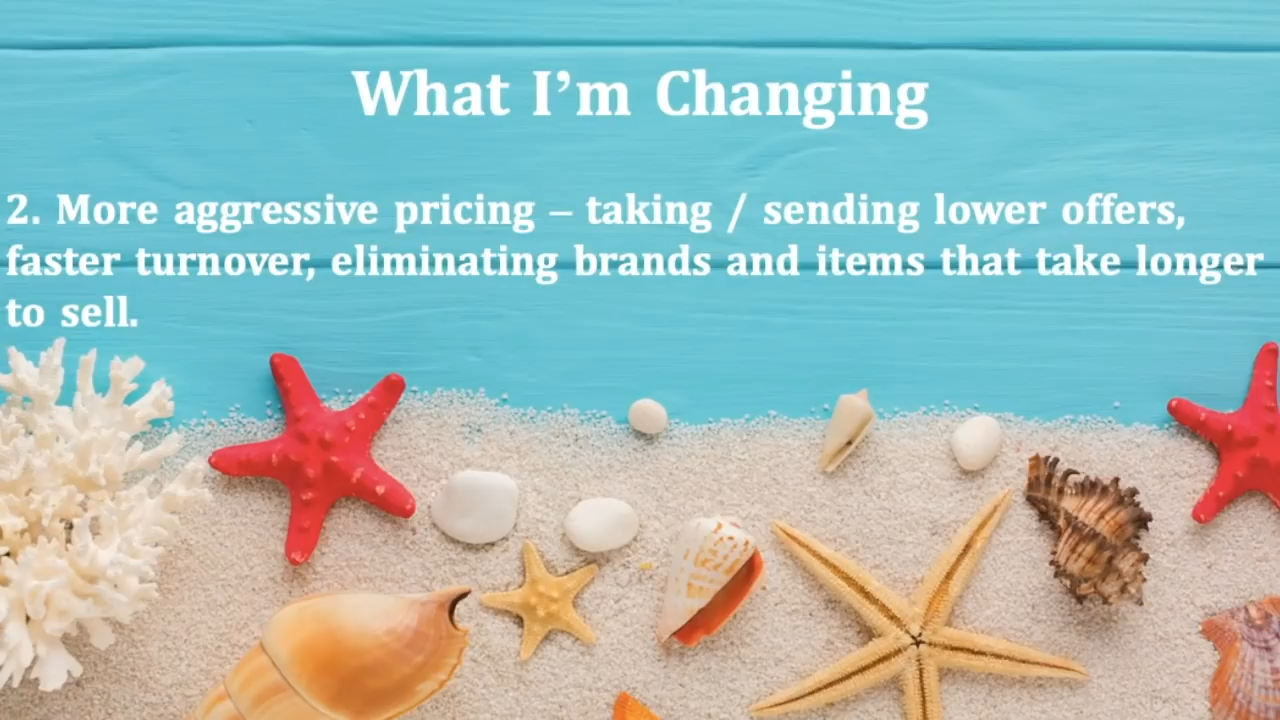 What I’m Changing
2. More aggressive pricing – taking / sending lower offers,
faster turnover, eliminating brands and items that take longer
to sell.